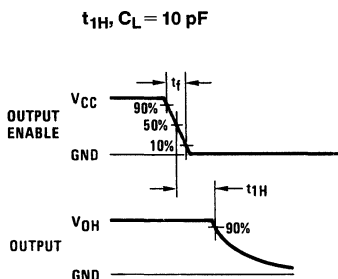 t1H, CL = 10 pF
tf
VCC
90%
OUTPUT
ENABLE
50%
10%
GND
t1H
VOH
90%
OUTPUT
GND